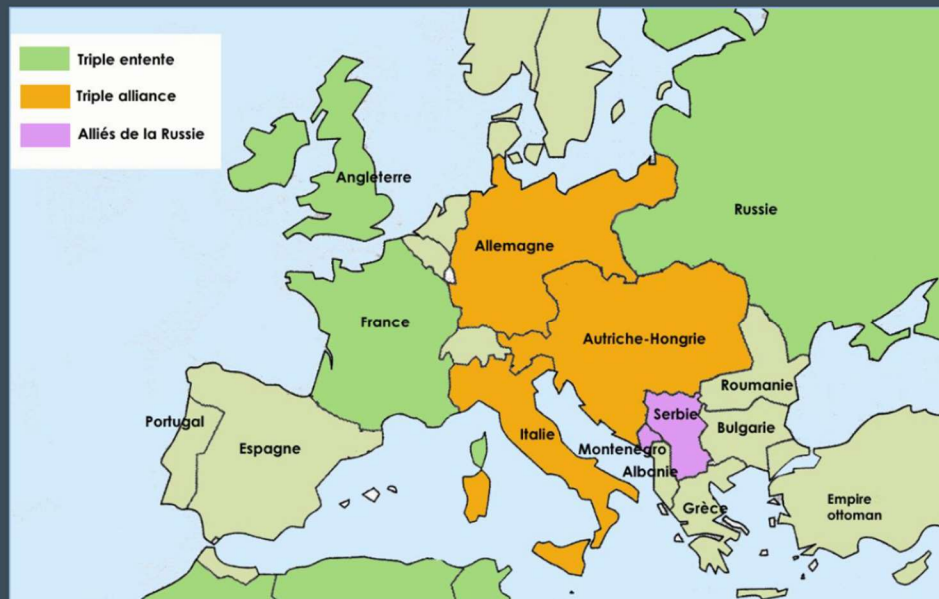 Triple entente
Triple alliance
Alliés de la Russie
Angleterre
Russie
Allemagne
France
Autriche-Hongrie
Roumanie
Serbie
Portugal
Bulgarie
Italie
Espagne
Montenegro
Albanie
Grèce
Empire
ottoman